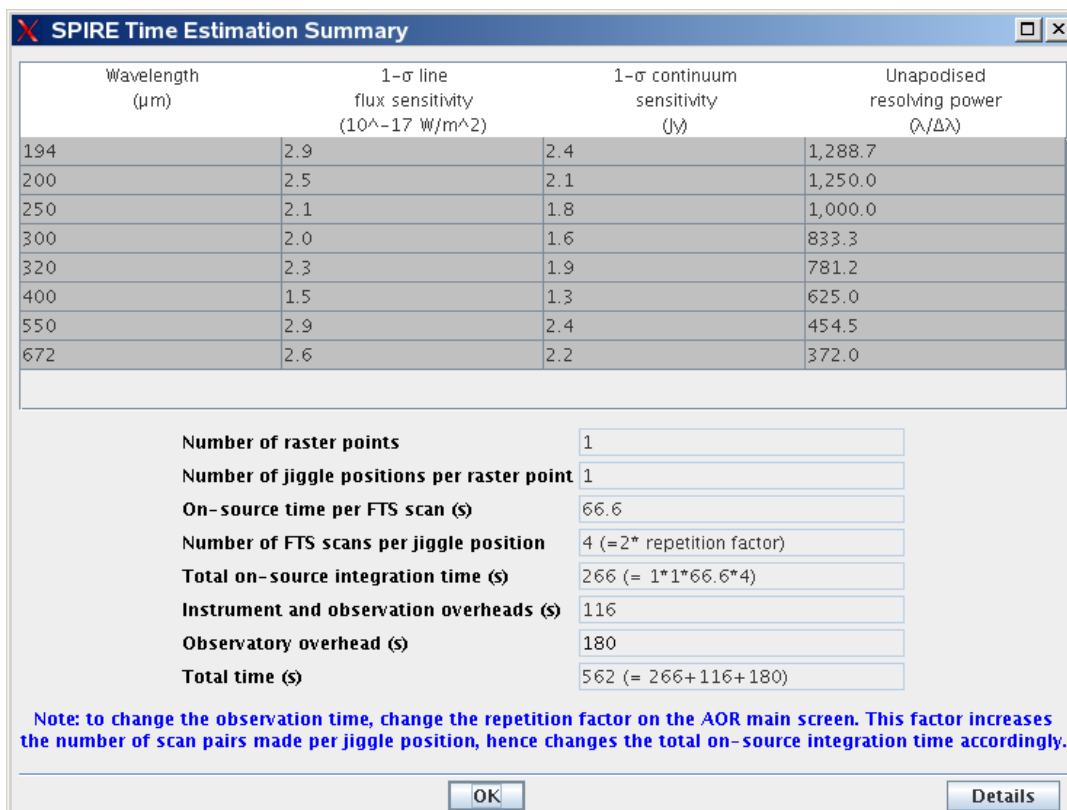 SPIRE Time Estimation Summary
Wavelength 1-σ line 1-σ continuum Unapodised
(μm) flux sensitivity sensitivity resolving power
(10^-17 W/m^2) (Jy) (λ/Δλ)
194 2.9 2.4 1,288.7
200 2.5 2.1 1,250.0
250 2.1 1.8 1,000.0
300 2.0 1.6 833.3
320 2.3 1.9 781.2
400 1.5 1.3 625.0
550 2.9 2.4 454.5
672 2.6 2.2 372.0
Number of raster points 1
Number of jiggle positions per raster point 1
On-source time per FTS scan (s) 66.6
Number of FTS scans per jiggle position 4 (=2* repetition factor)
Total on-source integration time (s) 266 (= 1*1*66.6*4)
Instrument and observation overheads (s) 116
Observatory overhead (s) 180
Total time (s) 562 (= 266+116+180)
Note: to change the observation time, change the repetition factor on the AOR main screen. This factor increases
the number of scan pairs made per jiggle position, hence changes the total on-source integration time accordingly.
OK Details